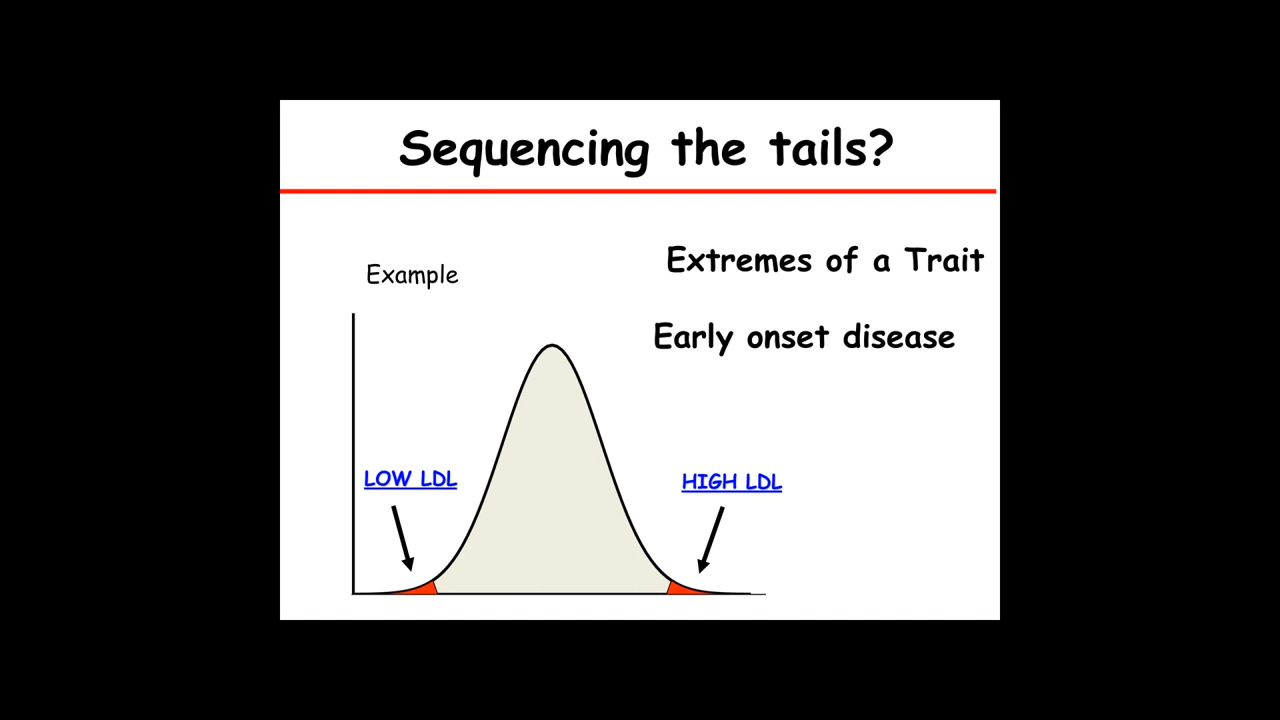 Sequencing the tails?
Extremes of a Trait
Example
Early onset disease
LOW LDL
HIGH LDL